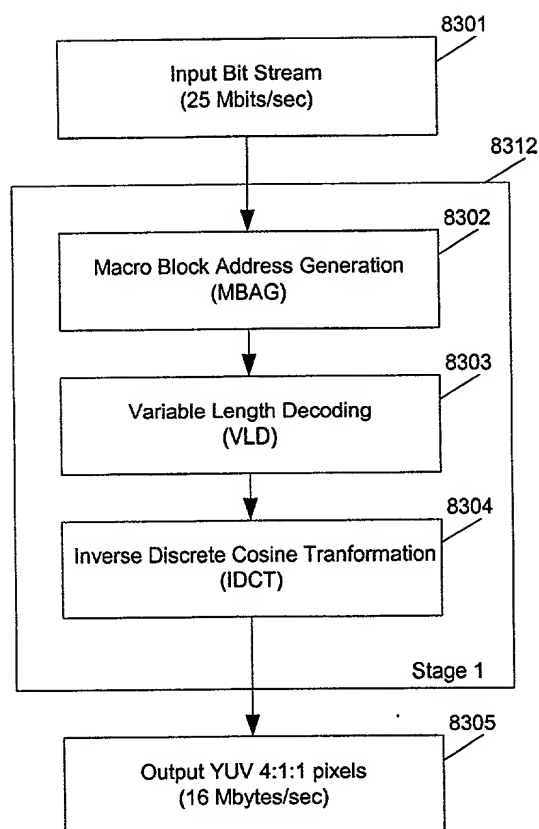 8301
Input Bit Stream
(25 Mbits/sec)
8312
8302
Macro Block Address Generation
(MBAG)
8303
Variable Length Decoding
(VLD)
8304
Inverse Discrete Cosine Tranformation
(IDCT)
Stage 1
8305
Output YUV 4:1:1 pixels
(16 Mbytes/sec)